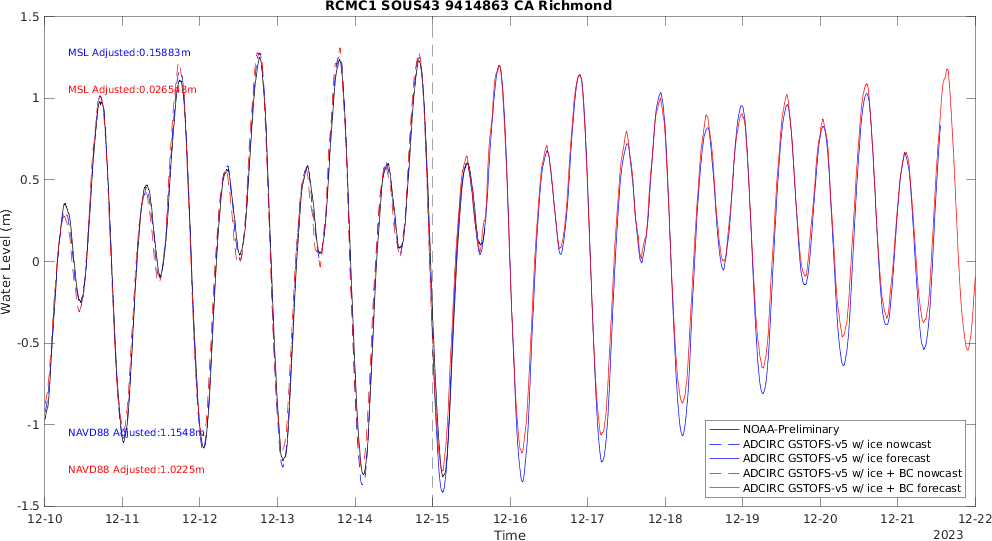 RCMC1 SOUS43 9414863 CA Richmond
1.5
1
0.5
0
-0.5
-1
-1.5
Water Level (m)
MSL Adjusted:0.15883m
MSL Adjusted:0.026543m
NAVD88 Adjusted:1.1548m
NAVD88 Adjusted:1.0225m
NOAA-Preliminary
ADCIRC GSTOFS-v5 w/ ice nowcast
ADCIRC GSTOFS-v5 w/ ice forecast
ADCIRC GSTOFS-v5 w/ ice + BC nowcast
ADCIRC GSTOFS-v5 w/ ice + BC forecast
12-10 12-11 12-12 12-13 12-14 12-15 12-16 12-17 12-18 12-19 12-20 12-21 12-22
Time
2023